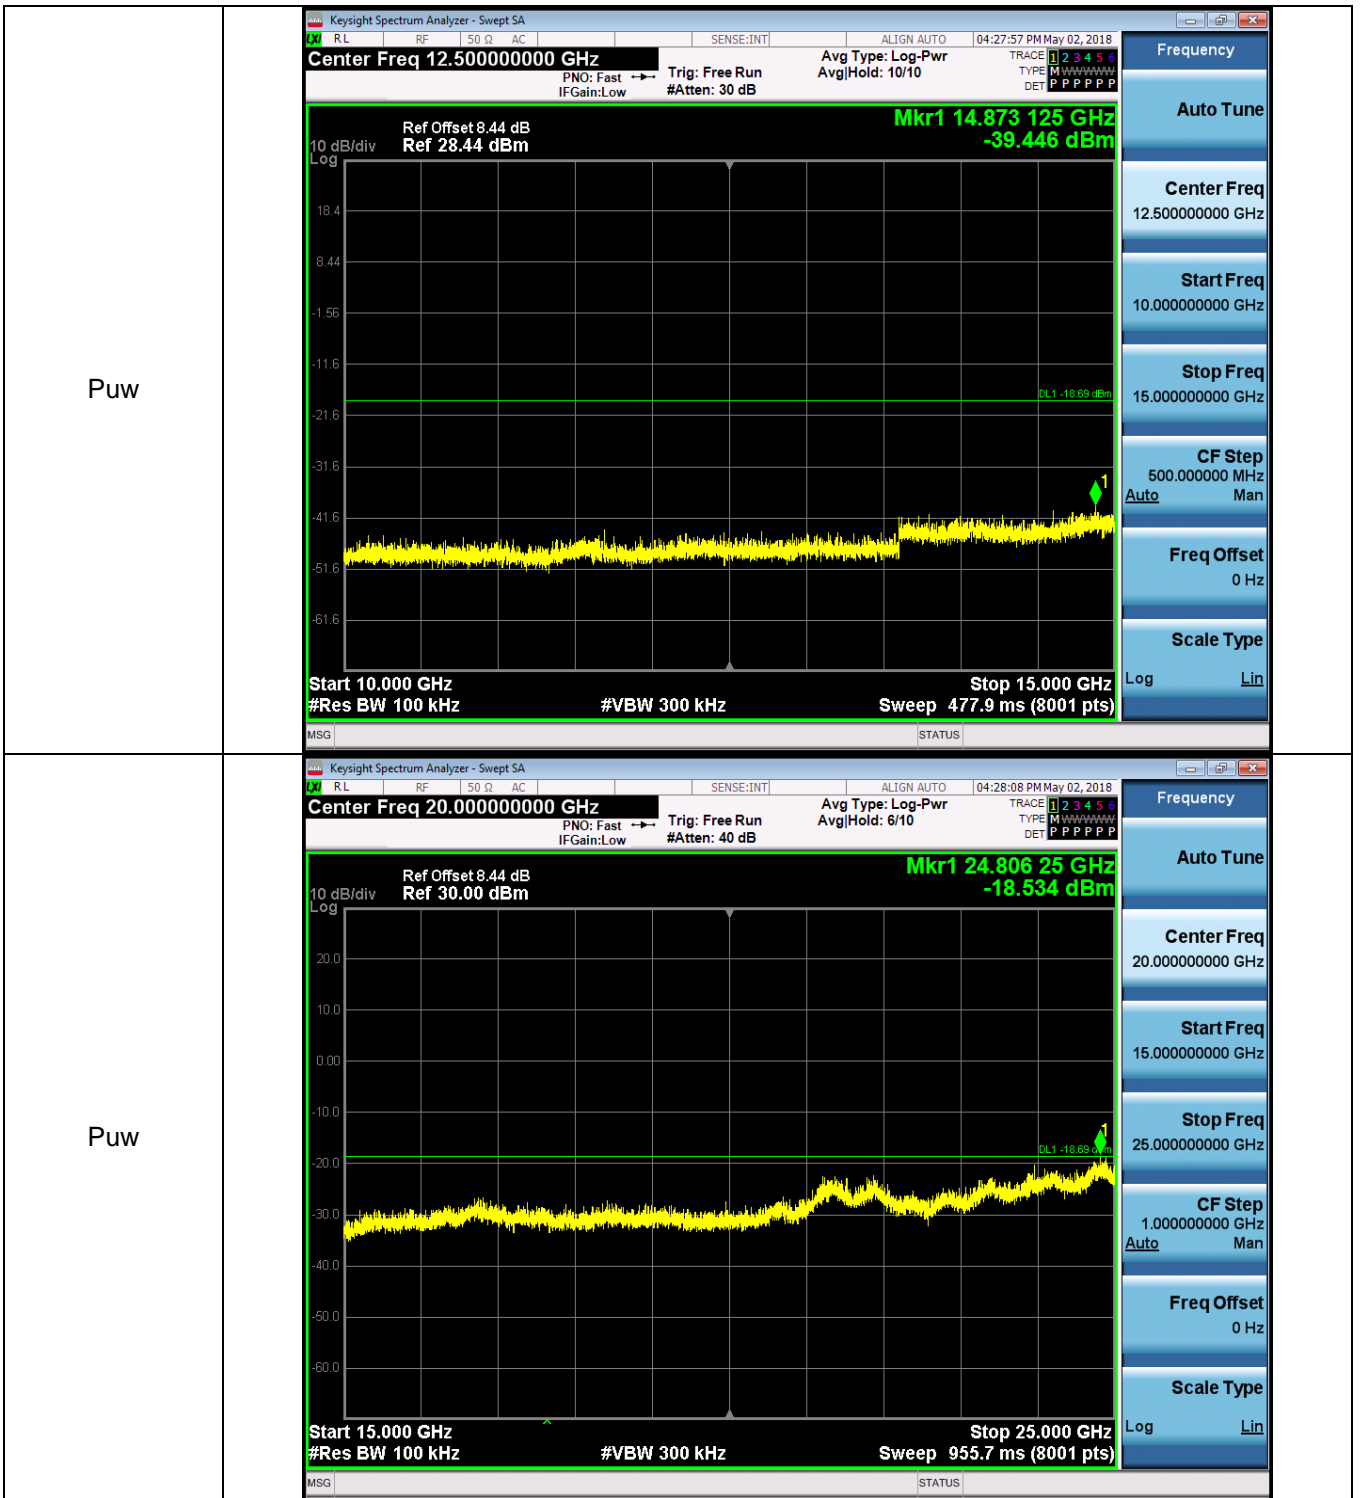 Puw
Keysight Spectrum Analyzer - Swept SA
LXI RL RF 50 Ω AC SENSE:INT ALIGN AUTO 04:27:57 PM May 02, 2018
Center Freq 12.500000000 GHz
PNO: Fast
IFGain:Low
Trig: Free Run
#Atten: 30 dB
Avg Type: Log-Pwr
Avg|Hold: 10/10
TRACE 1 2 3 4 5 6
TYPE M WWWWW
DET P P P P P P
Mkr1 14.873 125 GHz
-39.446 dBm
Ref Offset 8.44 dB
10 dB/div Ref 28.44 dBm
Log
18.4
8.44
-1.56
-11.6
DL1 -18.69 dBm
-21.6
-31.6
1
-41.6
-51.6
-61.6
Start 10.000 GHz Stop 15.000 GHz
#Res BW 100 kHz #VBW 300 kHz Sweep 477.9 ms (8001 pts)
MSG STATUS
Frequency
Auto Tune
Center Freq
12.500000000 GHz
Start Freq
10.000000000 GHz
Stop Freq
15.000000000 GHz
CF Step
500.000000 MHz
Auto Man
Freq Offset
0 Hz
Scale Type
Log Lin
Puw
Keysight Spectrum Analyzer - Swept SA
LXI RL RF 50 Ω AC SENSE:INT ALIGN AUTO 04:28:08 PM May 02, 2018
Center Freq 20.000000000 GHz
PNO: Fast
IFGain:Low
Trig: Free Run
#Atten: 40 dB
Avg Type: Log-Pwr
Avg|Hold: 6/10
TRACE 1 2 3 4 5 6
TYPE M WWWWW
DET P P P P P P
Mkr1 24.806 25 GHz
-18.534 dBm
Ref Offset 8.44 dB
10 dB/div Ref 30.00 dBm
Log
20.0
10.0
0.00
-10.0
1
DL1 -18.69 dBm
-20.0
-30.0
-40.0
-50.0
-60.0
Start 15.000 GHz Stop 25.000 GHz
#Res BW 100 kHz #VBW 300 kHz Sweep 955.7 ms (8001 pts)
MSG STATUS
Frequency
Auto Tune
Center Freq
20.000000000 GHz
Start Freq
15.000000000 GHz
Stop Freq
25.000000000 GHz
CF Step
1.000000000 GHz
Auto Man
Freq Offset
0 Hz
Scale Type
Log Lin